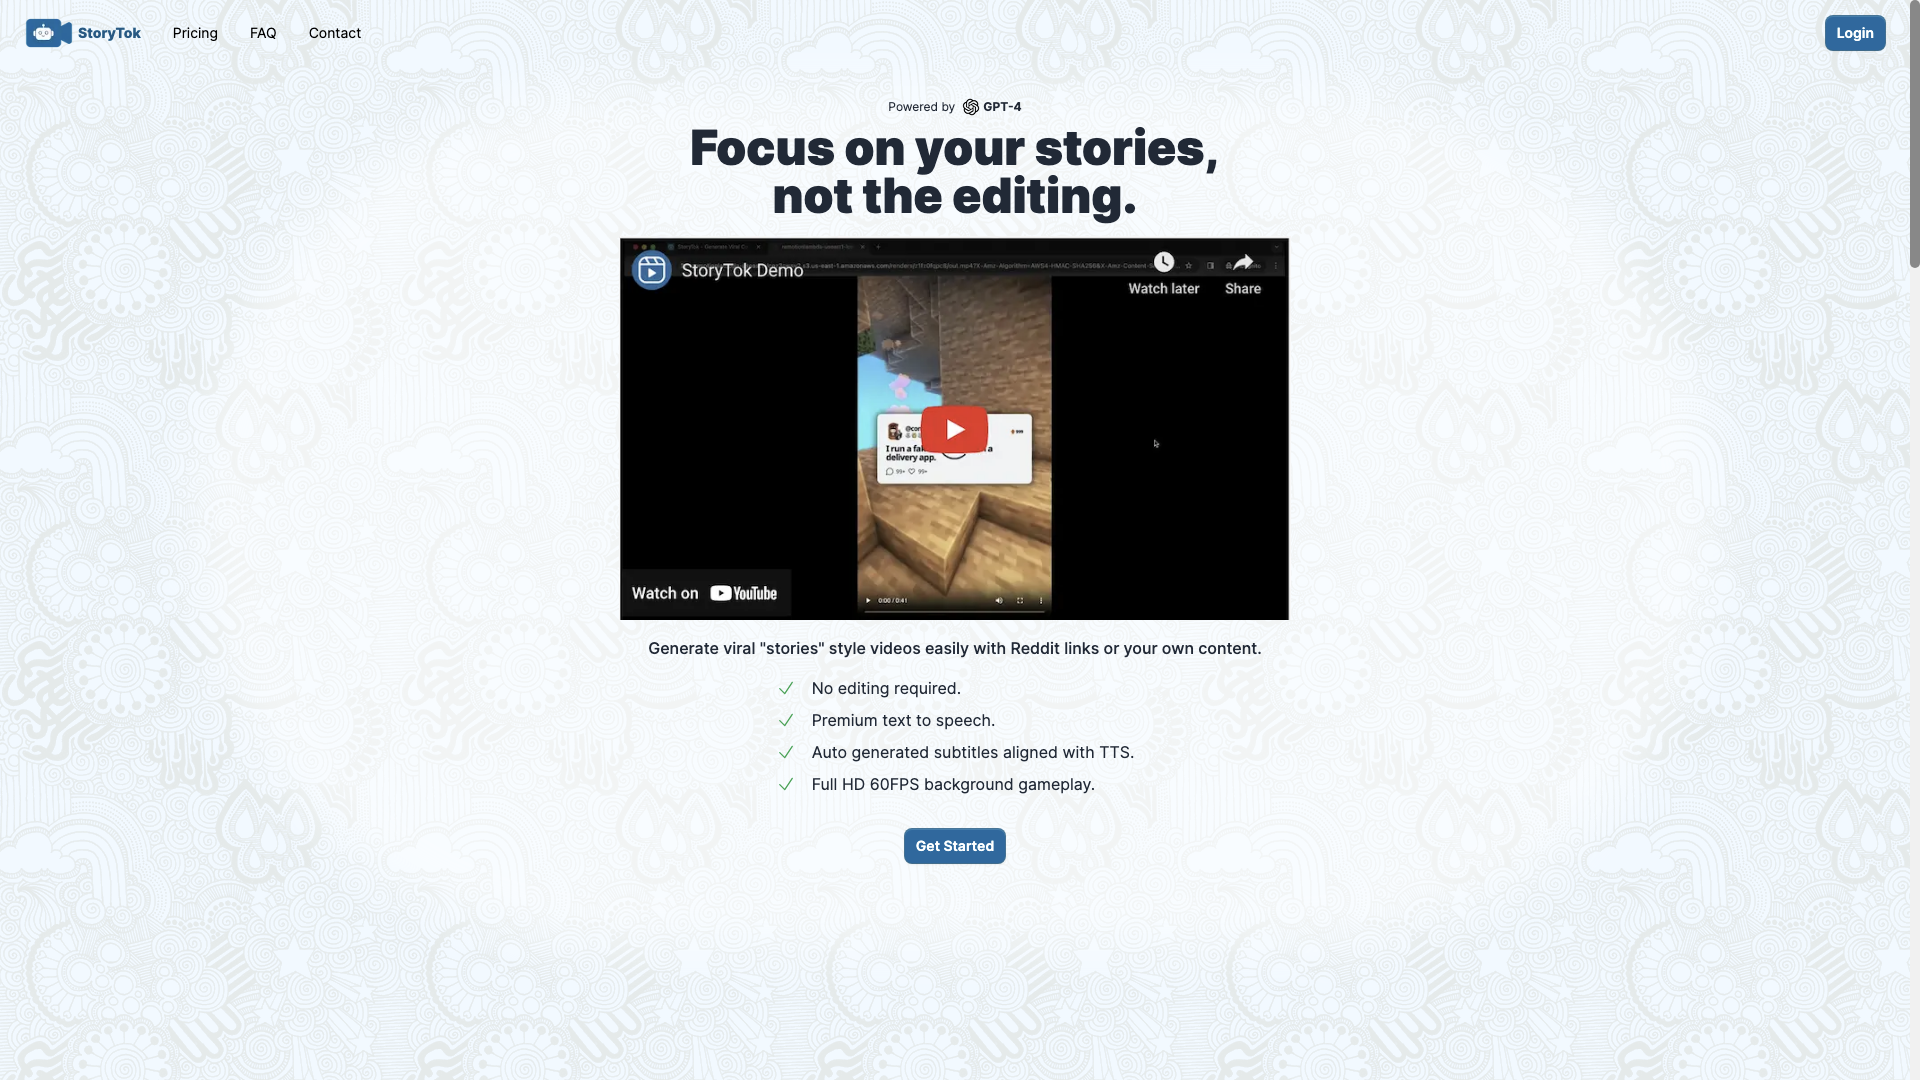 StoryTok
Pricing
FAQ
Contact
Login
Powered by GPT-4
Focus on your stories,
not the editing.
StoryTok Demo
Watch later
Share
I run a
delivery app.
99+ 99+
0:00 / 0:41
Watch on YouTube
Generate viral "stories" style videos easily with Reddit links or your own content.
No editing required.
Premium text to speech.
Auto generated subtitles aligned with TTS.
Full HD 60FPS background gameplay.
Get Started